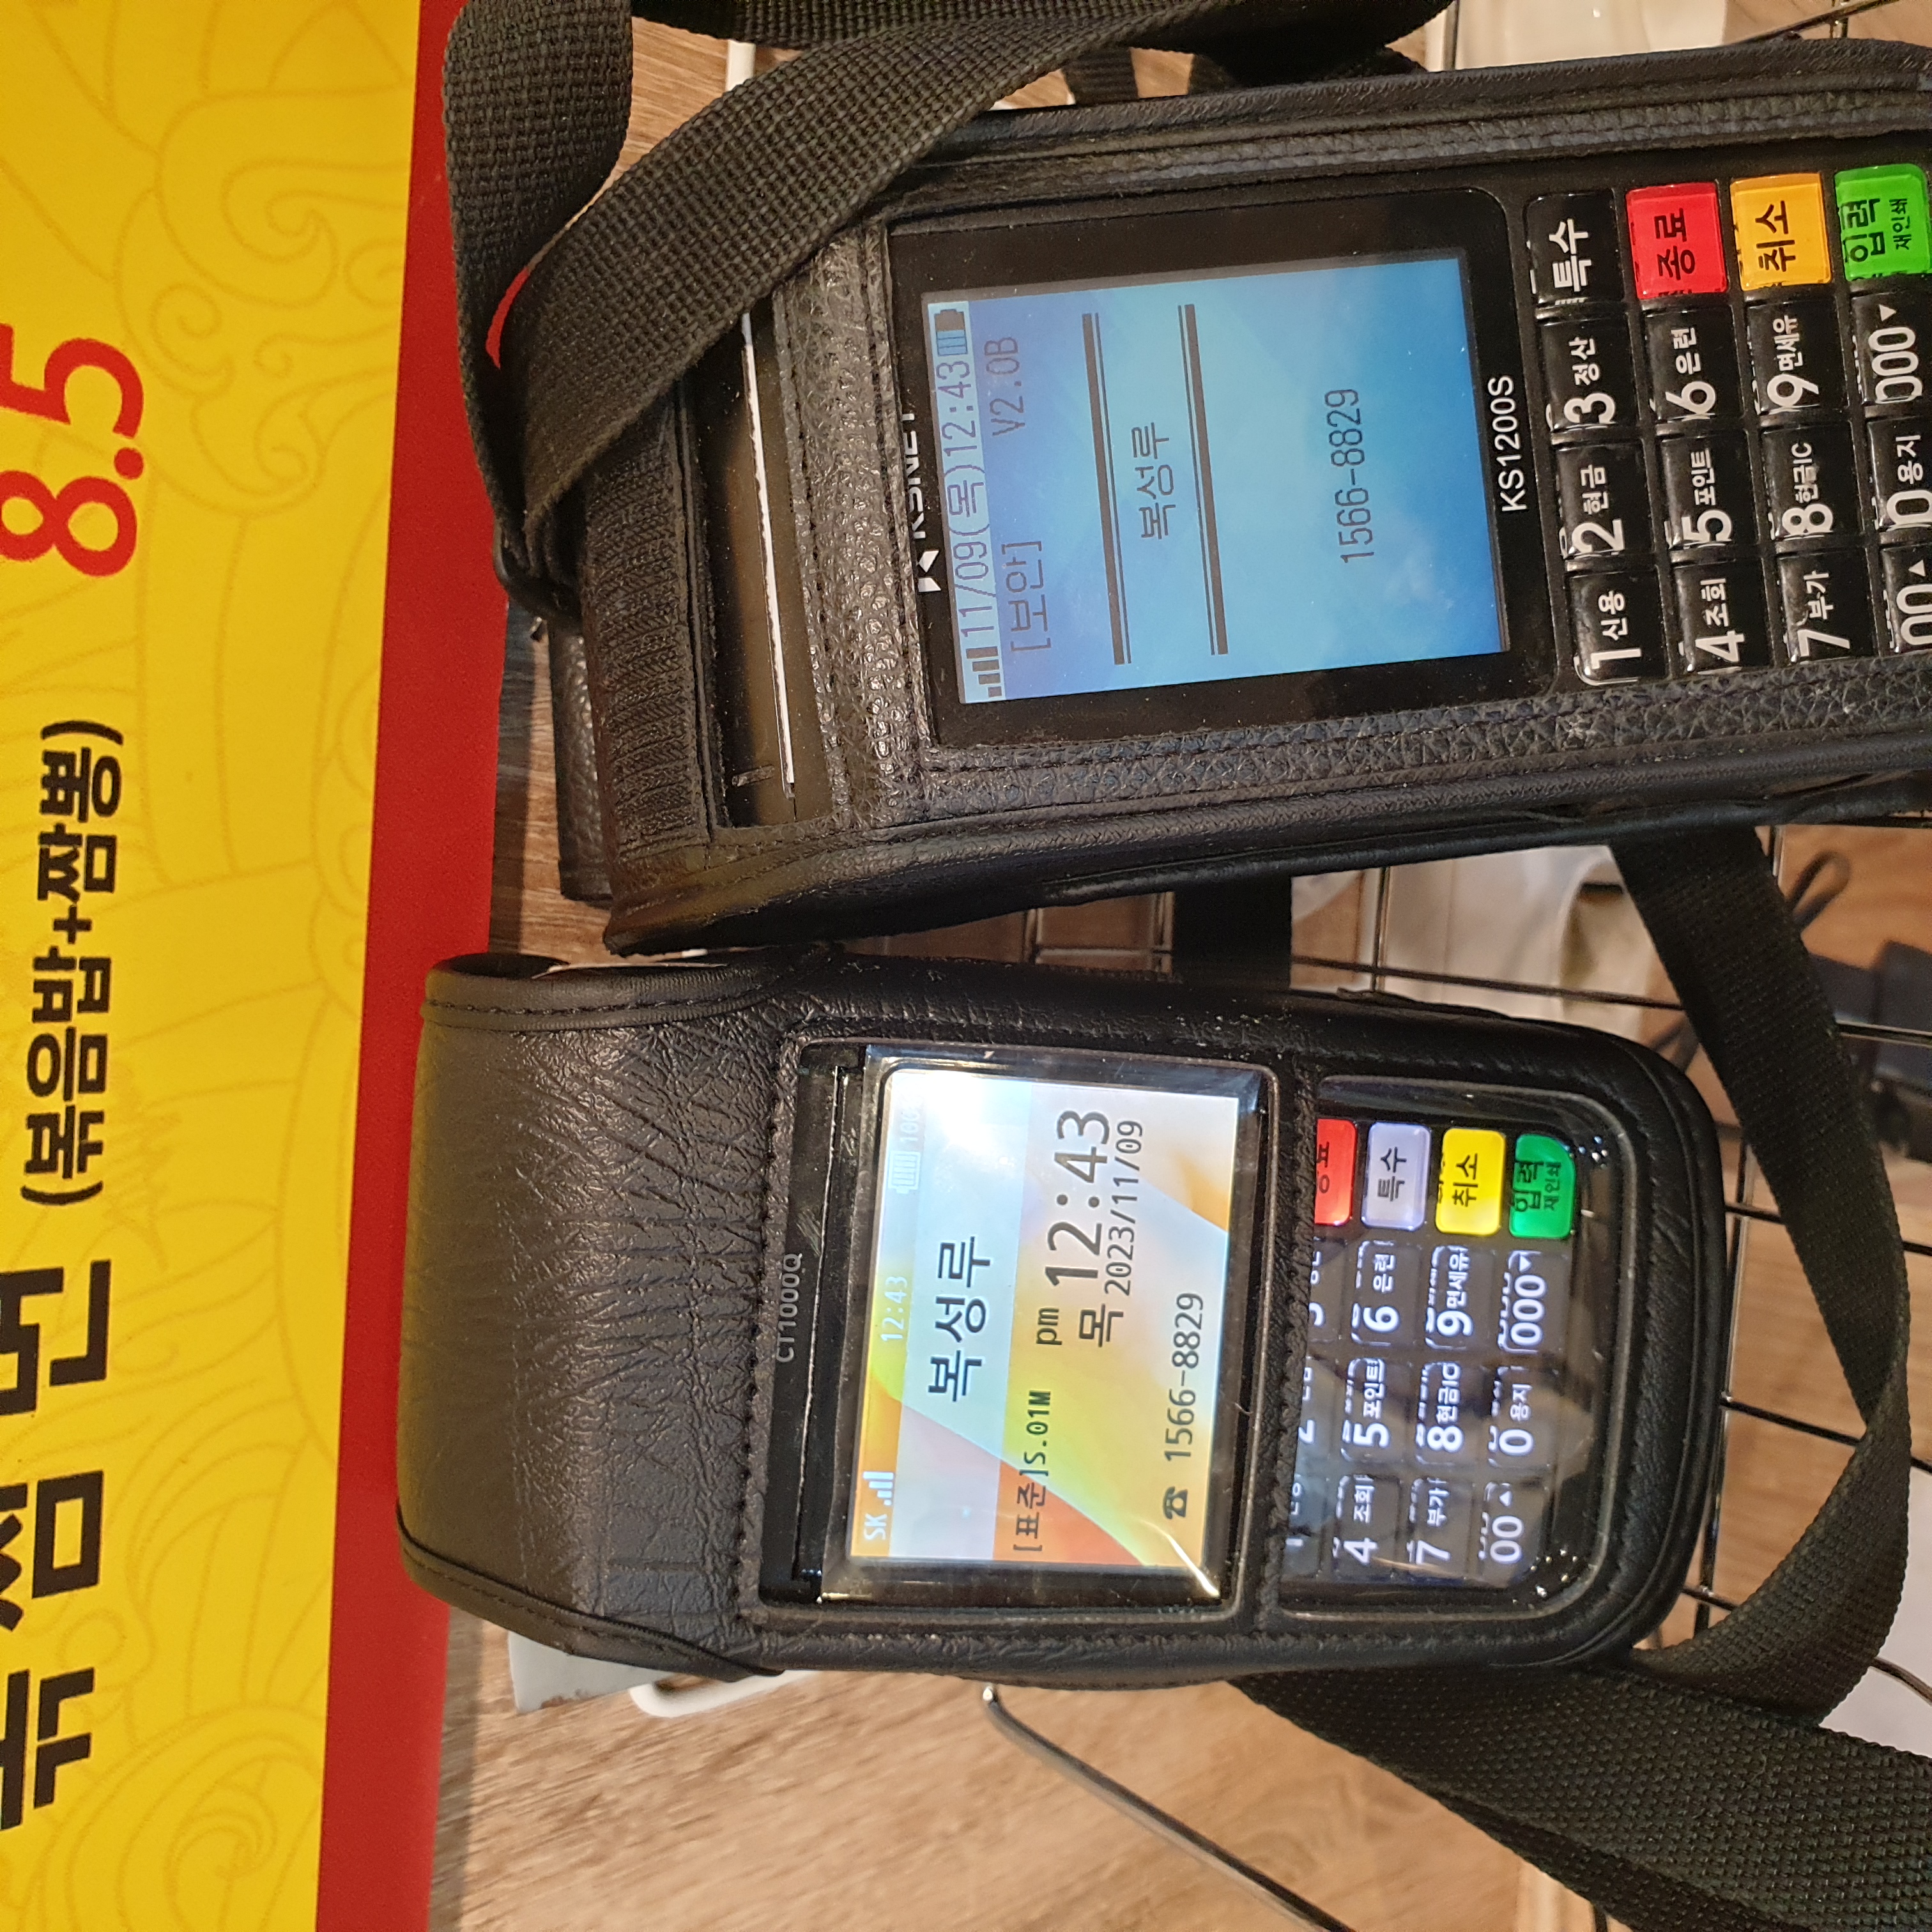 8.5
(볶음밥+짬뽕)
KSNET
11/09(목)12:43
[보안] V2.0B
복성루
1566-8829
KS1200S
1 신용 2 현금 3 정산 특수
4 조회 5 포인트 6 은련 종료
7 부가 8 현금IC 9 면세유 취소
00▲ 0 용지 000▼ 입력 재인쇄
CT1000Q
SK 12:43
복성루
[표준]S.01M pm 12:43
목 2023/11/09
☎ 1566-8829
4 조회 5 포인트 6 은련 특수
7 부가 8 현금IC 9 면세유 취소
00▲ 0 용지 000▼ 입력 재인쇄